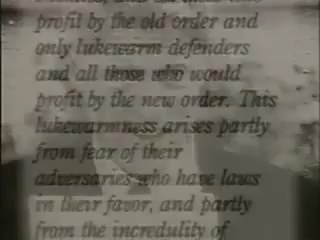 profit by the old order and
only lukewarm defenders
and all those who would
profit by the new order. This
lukewarmness arises partly
from fear of their
adversaries who have laws
in their favor, and partly
from the incredulity of